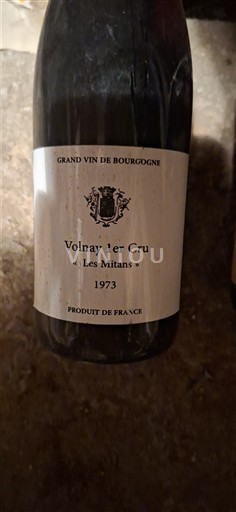 GRAND VIN DE BOURGOGNE
Volnay 1er Cru
« Les Mitans »
VINIOU
1973
PRODUIT DE FRANCE